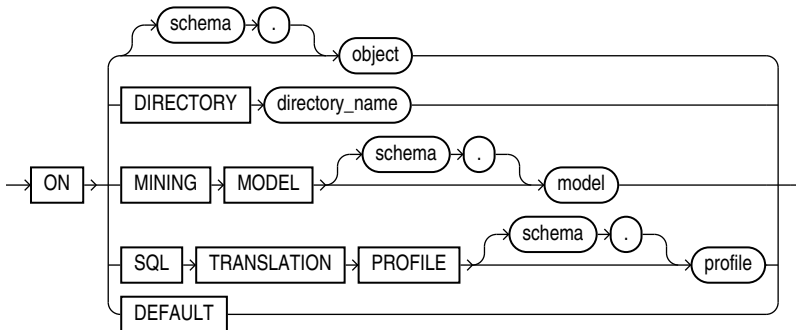 schema .
object
DIRECTORY directory_name
schema .
ON MINING MODEL model
schema .
SQL TRANSLATION PROFILE profile
DEFAULT